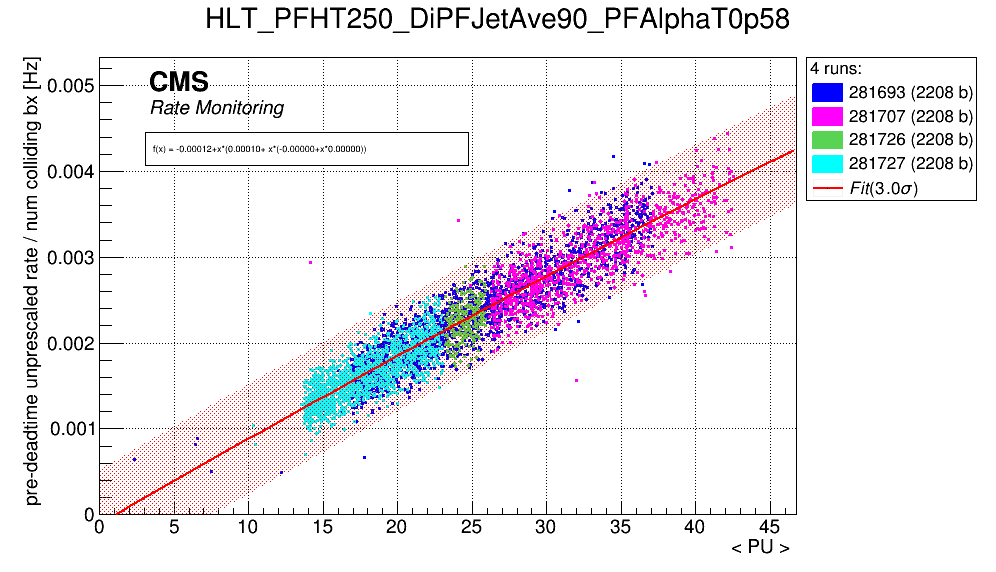 HLT_PFHT250_DiPFJetAve90_PFAlphaT0p58
pre-deadtime unprescaled rate / num colliding bx [Hz]
CMS
Rate Monitoring
f(x) = -0.00012+x*(0.00010+ x*(-0.00000+x*0.00000))
0.005
0.004
0.003
0.002
0.001
0
0 5 10 15 20 25 30 35 40 45
< PU >
4 runs:
281693 (2208 b)
281707 (2208 b)
281726 (2208 b)
281727 (2208 b)
Fit(3.0σ)